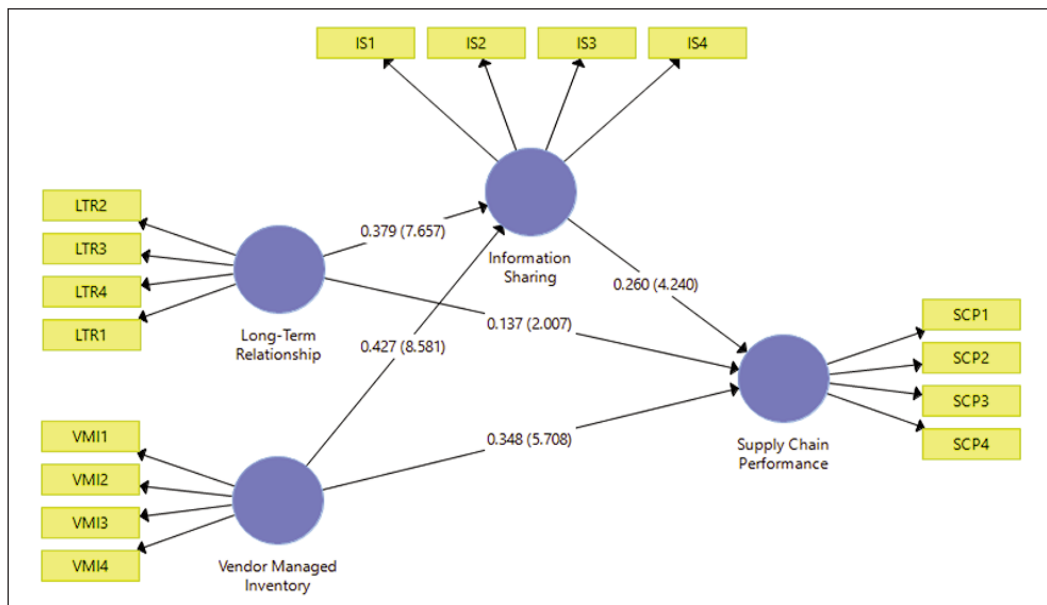 IS1
IS2
IS3
IS4
LTR2
LTR3
LTR4
LTR1
0.379 (7.657)
Information
Sharing
0.260 (4.240)
Long-Term
Relationship
0.137 (2.007)
0.427 (8.581)
SCP1
SCP2
SCP3
SCP4
VMI1
VMI2
VMI3
VMI4
0.348 (5.708)
Supply Chain
Performance
Vendor Managed
Inventory